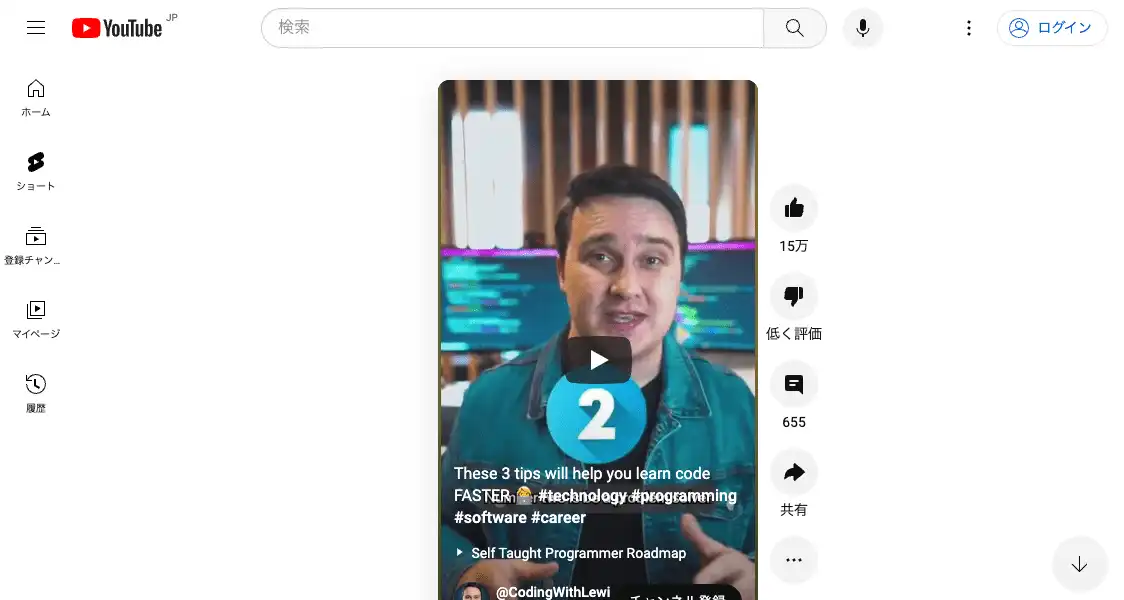 YouTube JP
検索
ログイン
ホーム
ショート
登録チャン...
マイページ
履歴
2
These 3 tips will help you learn code
FASTER 👨‍💻 #technology #programming
#software #career
Self Taught Programmer Roadmap
@CodingWithLewi
チャンネル登録
15万
低く評価
655
共有